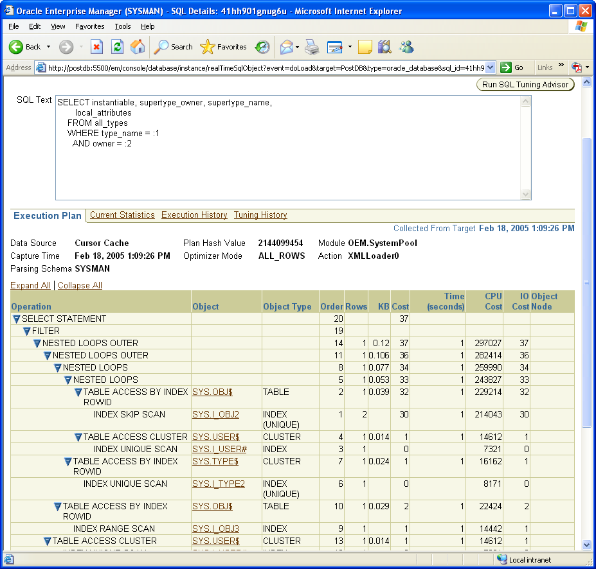 Oracle Enterprise Manager (SYSMAN) - SQL Details: 41hh901gnug6u - Microsoft Internet Explorer
File Edit View Favorites Tools Help
Back Search Favorites
Address http://postdb:5500/em/console/database/instance/realTimeSqlObject?event=doLoad&target=PostDB&type=oracle_database&sql_id=41hh9 Go Links »
Run SQL Tuning Advisor
SQL Text SELECT instantiable, supertype_owner, supertype_name,
local_attributes
FROM all_types
WHERE type_name = :1
AND owner = :2
Execution Plan Current Statistics Execution History Tuning History
Collected From Target Feb 18, 2005 1:09:26 PM
Data Source Cursor Cache Plan Hash Value 2144099454 Module OEM.SystemPool
Capture Time Feb 18, 2005 1:09:26 PM Optimizer Mode ALL_ROWS Action XMLLoader0
Parsing Schema SYSMAN
Expand All | Collapse All
Operation Object Object Type Order Rows KB Cost Time (seconds) CPU Cost IO Cost Object Node
SELECT STATEMENT 20 37
FILTER 19
NESTED LOOPS OUTER 14 1 0.12 37 1 297027 37
NESTED LOOPS OUTER 11 1 0.106 36 1 282414 36
NESTED LOOPS 8 1 0.077 34 1 259990 34
NESTED LOOPS 5 1 0.053 33 1 243827 33
TABLE ACCESS BY INDEX ROWID SYS.OBJ$ TABLE 2 1 0.039 32 1 229214 32
INDEX SKIP SCAN SYS.I_OBJ2 INDEX (UNIQUE) 1 2 30 1 214043 30
TABLE ACCESS CLUSTER SYS.USER$ CLUSTER 4 1 0.014 1 1 14612 1
INDEX UNIQUE SCAN SYS.I_USER# INDEX 3 1 0 7321 0
TABLE ACCESS BY INDEX ROWID SYS.TYPE$ CLUSTER 7 1 0.024 1 1 16162 1
INDEX UNIQUE SCAN SYS.I_TYPE2 INDEX (UNIQUE) 6 1 0 8171 0
TABLE ACCESS BY INDEX ROWID SYS.OBJ$ TABLE 10 1 0.029 2 1 22424 2
INDEX RANGE SCAN SYS.I_OBJ3 INDEX 9 1 1 1 14442 1
TABLE ACCESS CLUSTER SYS.USER$ CLUSTER 13 1 0.014 1 1 14612 1
Local intranet